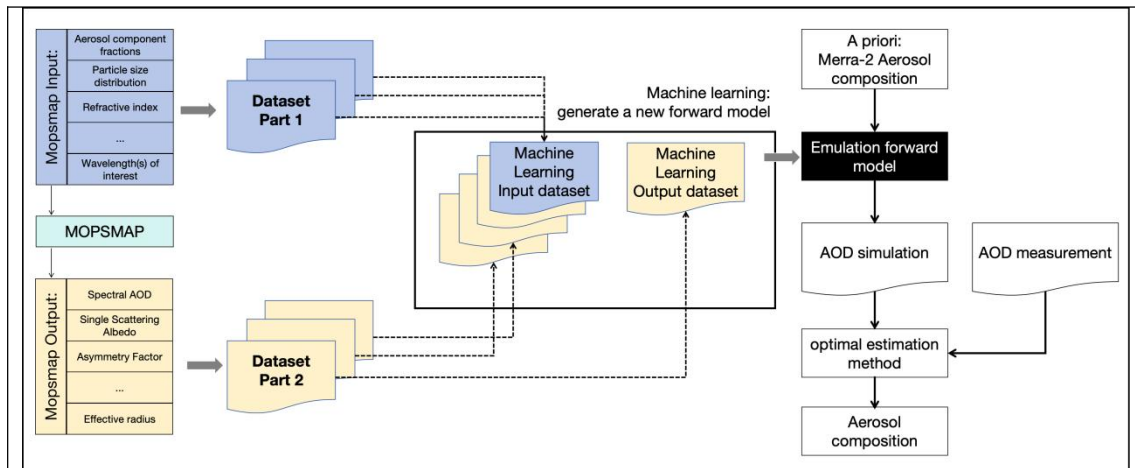 Mopsmap Input:
Aerosol component
fractions
Particle size
distribution
Refractive index
...
Wavelength(s) of
interest
Dataset
Part 1
MOPSMAP
Mopsmap Output:
Spectral AOD
Single Scattering
Albedo
Asymmetry Factor
...
Effective radius
Dataset
Part 2
Machine learning:
generate a new forward model
Machine
Learning
Input dataset
Machine
Learning
Output dataset
A priori:
Merra-2 Aerosol
composition
Emulation forward
model
AOD simulation
AOD measurement
optimal estimation
method
Aerosol
composition